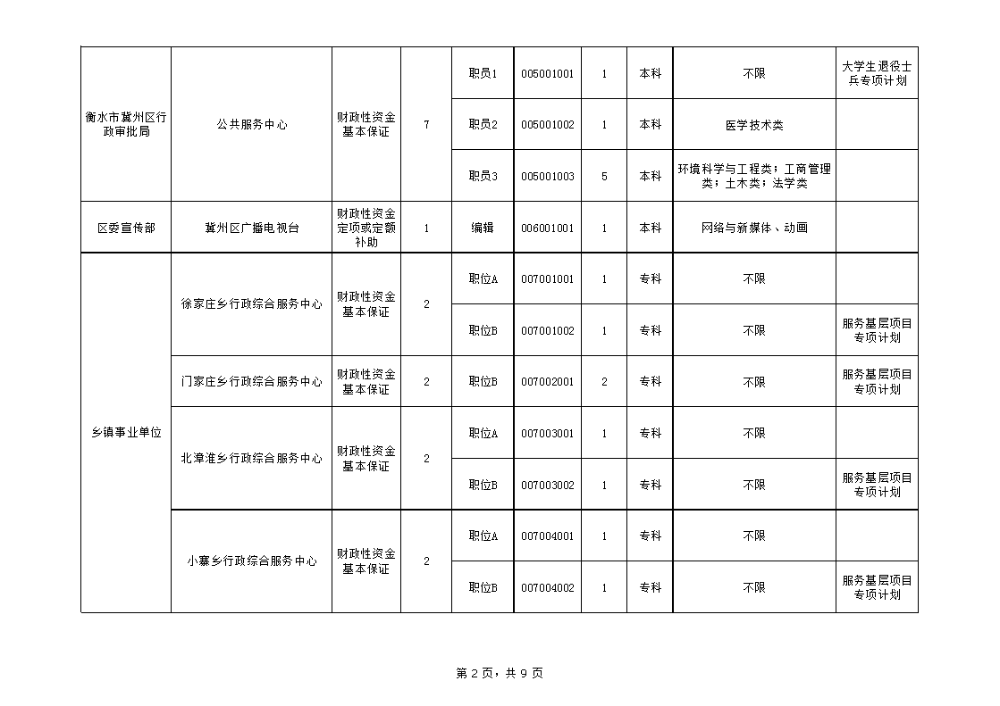 衡水市冀州区行
政审批局
公共服务中心
财政性资金
基本保证
7
职员1
005001001
1
本科
不限
大学生退役士
兵专项计划
职员2
005001002
1
本科
医学技术类
职员3
005001003
5
本科
环境科学与工程类；工商管理
类；土木类；法学类
区委宣传部
冀州区广播电视台
财政性资金
定项或定额
补助
1
编辑
006001001
1
本科
网络与新媒体、动画
乡镇事业单位
徐家庄乡行政综合服务中心
财政性资金
基本保证
2
职位A
007001001
1
专科
不限
职位B
007001002
1
专科
不限
服务基层项目
专项计划
门家庄乡行政综合服务中心
财政性资金
基本保证
2
职位B
007002001
2
专科
不限
服务基层项目
专项计划
北漳淮乡行政综合服务中心
财政性资金
基本保证
2
职位A
007003001
1
专科
不限
职位B
007003002
1
专科
不限
服务基层项目
专项计划
小寨乡行政综合服务中心
财政性资金
基本保证
2
职位A
007004001
1
专科
不限
职位B
007004002
1
专科
不限
服务基层项目
专项计划
第 2 页，共 9 页